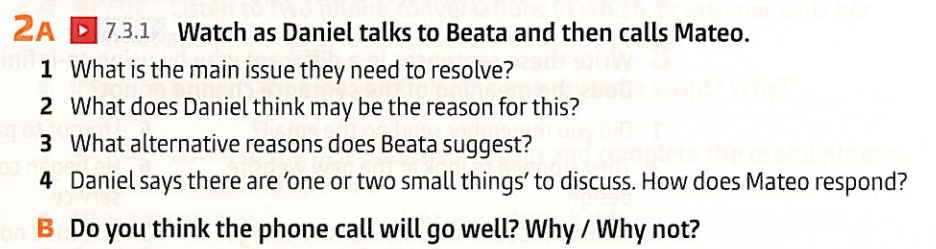 2A 7.3.1 Watch as Daniel talks to Beata and then calls Mateo.
1 What is the main issue they need to resolve?
2 What does Daniel think may be the reason for this?
3 What alternative reasons does Beata suggest?
4 Daniel says there are ‘one or two small things’ to discuss. How does Mateo respond?
B Do you think the phone call will go well? Why / Why not?